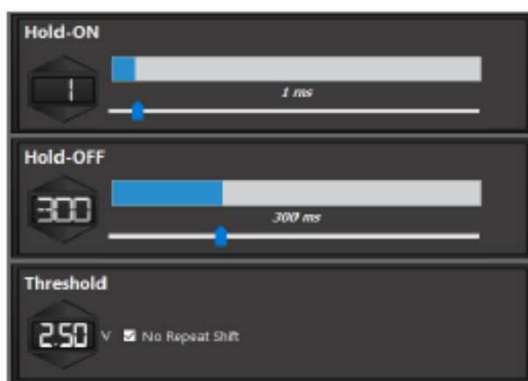 Hold-ON
1
1 ms
Hold-OFF
300
300 ms
Threshold
2.50 V No Repeat Shift